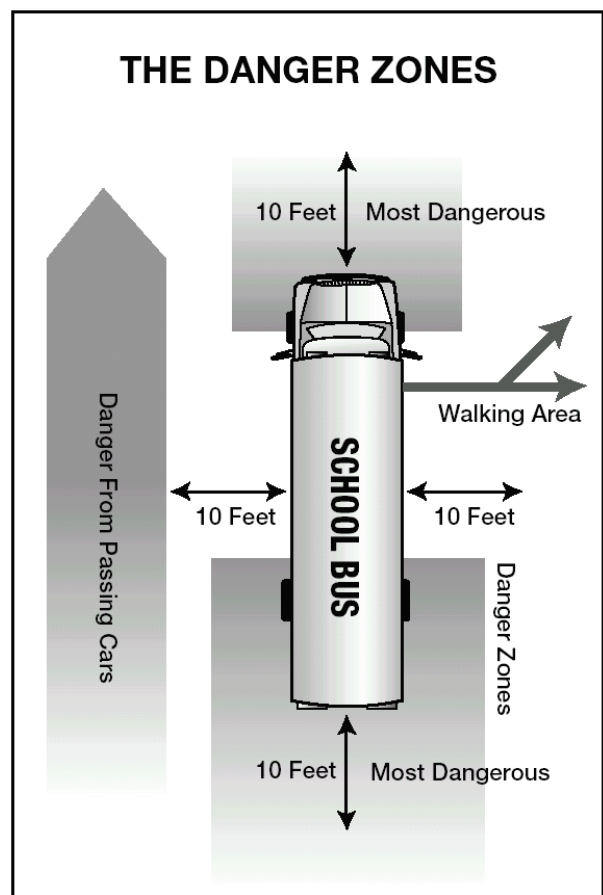 THE DANGER ZONES
10 Feet
Most Dangerous
Walking Area
Danger From Passing Cars
SCHOOL BUS
10 Feet
10 Feet
Danger Zones
10 Feet
Most Dangerous